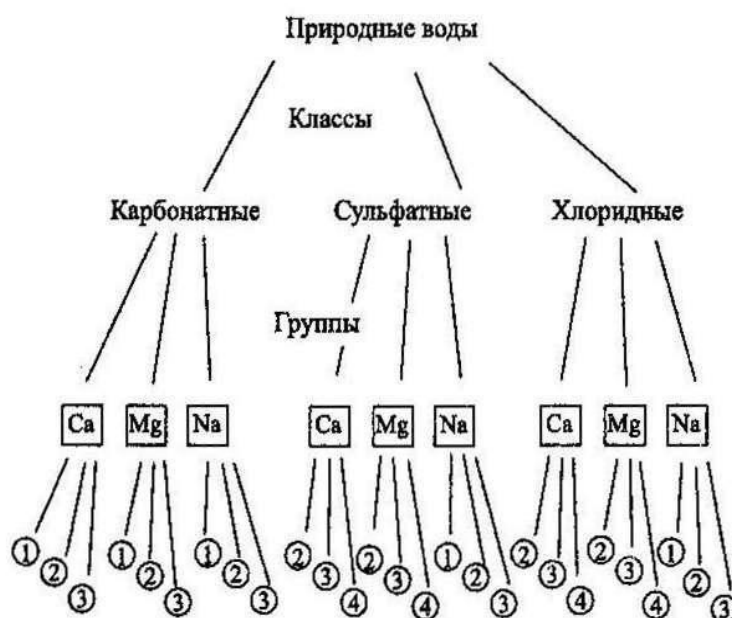 Природные воды
Классы
Карбонатные Сульфатные Хлоридные
Группы
Ca Mg Na Ca Mg Na Ca Mg Na
1 2 3 1 2 3 1 2 3 2 3 4 2 3 4 1 2 3 2 3 4 2 3 4 1 2 3